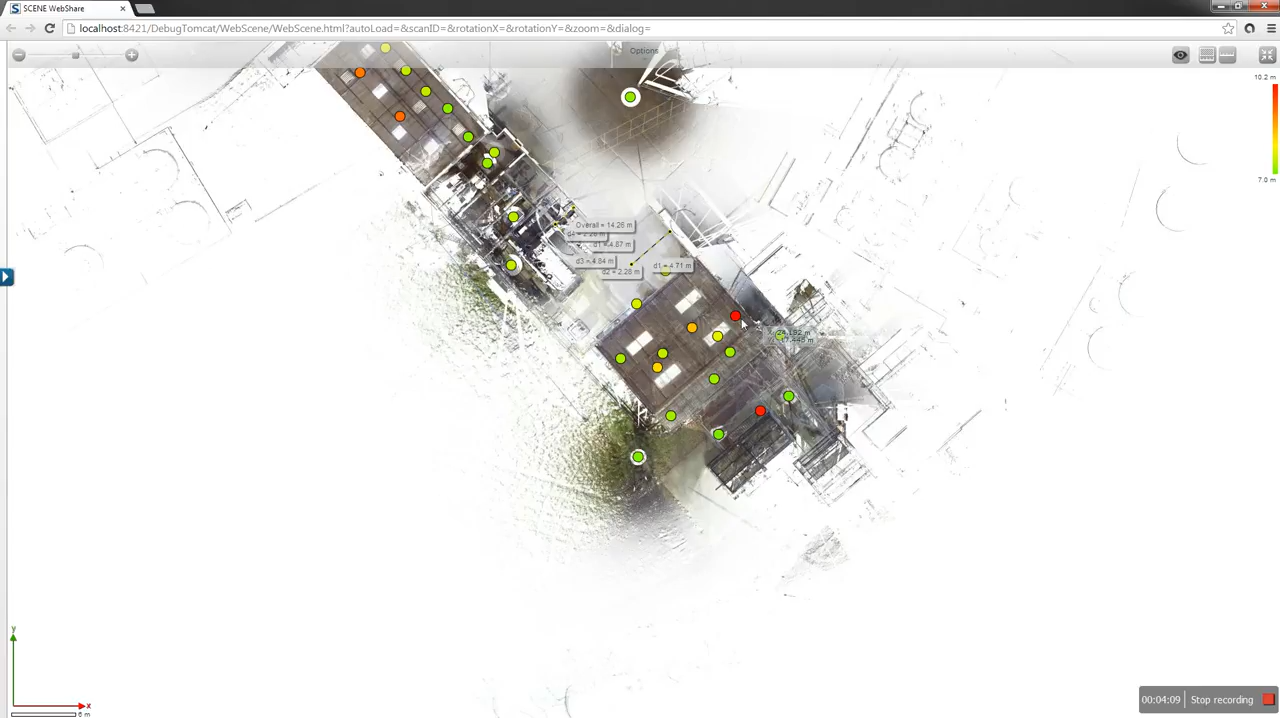 SCENE WebShare
localhost:8421/DebugTomcat/WebScene/WebScene.html?autoLoad=&scanID=&rotationX=&rotationY=&zoom=&dialog=
Options
10.2 m
7.0 m
Overall = 14.26 m
d1 = 4.87 m
d3 = 4.84 m
d2 = 2.28 m
d1 = 4.71 m
y
x
6 m
00:04:09
Stop recording